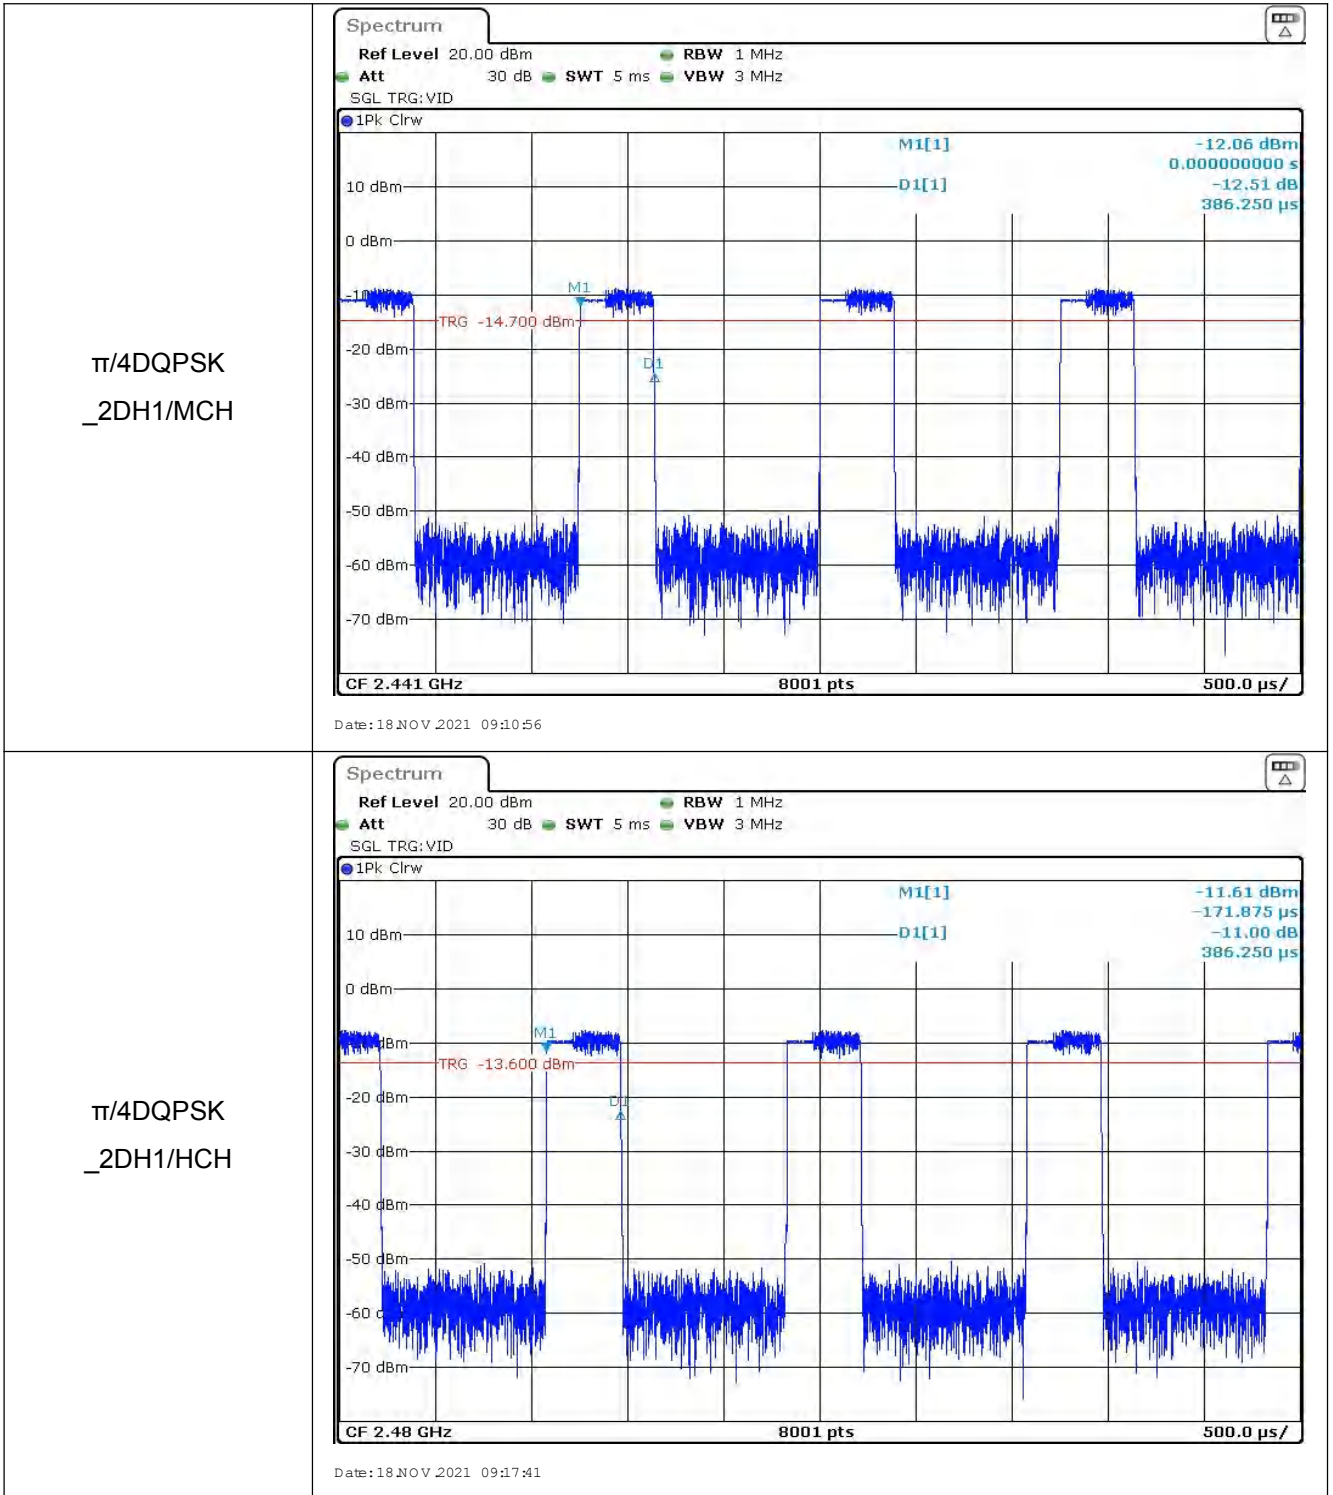 π/4DQPSK
_2DH1/MCH
Spectrum
Ref Level 20.00 dBm RBW 1 MHz
Att 30 dB SWT 5 ms VBW 3 MHz
SGL TRG:VID
1Pk Clrw
M1[1] -12.06 dBm
0.000000000 s
10 dBm D1[1] -12.51 dB
386.250 µs
0 dBm
M1
-10
TRG -14.700 dBm
-20 dBm
D1
-30 dBm
-40 dBm
-50 dBm
-60 dBm
-70 dBm
CF 2.441 GHz 8001 pts 500.0 µs/
Date:18.NOV.2021 09:10:56
π/4DQPSK
_2DH1/HCH
Spectrum
Ref Level 20.00 dBm RBW 1 MHz
Att 30 dB SWT 5 ms VBW 3 MHz
SGL TRG:VID
1Pk Clrw
M1[1] -11.61 dBm
-171.875 µs
10 dBm D1[1] -11.00 dB
386.250 µs
0 dBm
M1
dBm
TRG -13.600 dBm
-20 dBm
D1
-30 dBm
-40 dBm
-50 dBm
-60
-70 dBm
CF 2.48 GHz 8001 pts 500.0 µs/
Date:18.NOV.2021 09:17:41